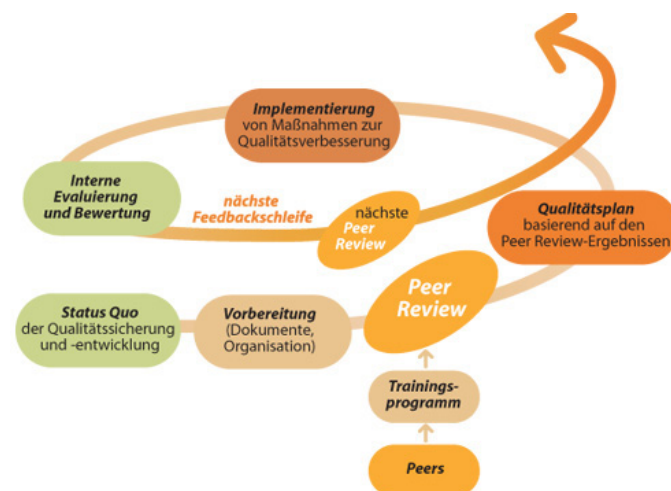 Implementierung
von Maßnahmen zur
Qualitätsverbesserung
Interne
Evaluierung
und Bewertung
nächste
Feedbackschleife
nächste
Peer
Review
Qualitätsplan
basierend auf den
Peer Review-Ergebnissen
Status Quo
der Qualitätssicherung
und -entwicklung
Vorbereitung
(Dokumente,
Organisation)
Peer
Review
Trainings-
programm
Peers